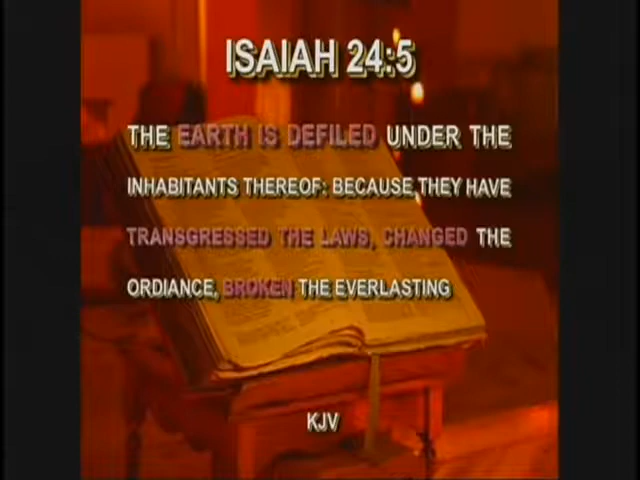 ISAIAH 24:5
THE EARTH IS DEFILED UNDER THE
INHABITANTS THEREOF: BECAUSE THEY HAVE
TRANSGRESSED THE LAWS, CHANGED THE
ORDIANCE, BROKEN THE EVERLASTING
KJV